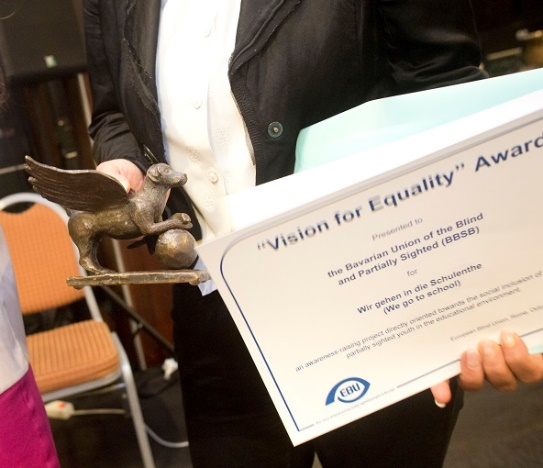 "Vision for Equality" Award
Presented to
the Bavarian Union of the Blind
and Partially Sighted (BBSB)
for
Wir gehen in die Schulenthe
(We go to school)
an awareness-raising project directly oriented towards the social inclusion of
partially sighted youth in the educational environment.
European Blind Union, Rome,
EBU